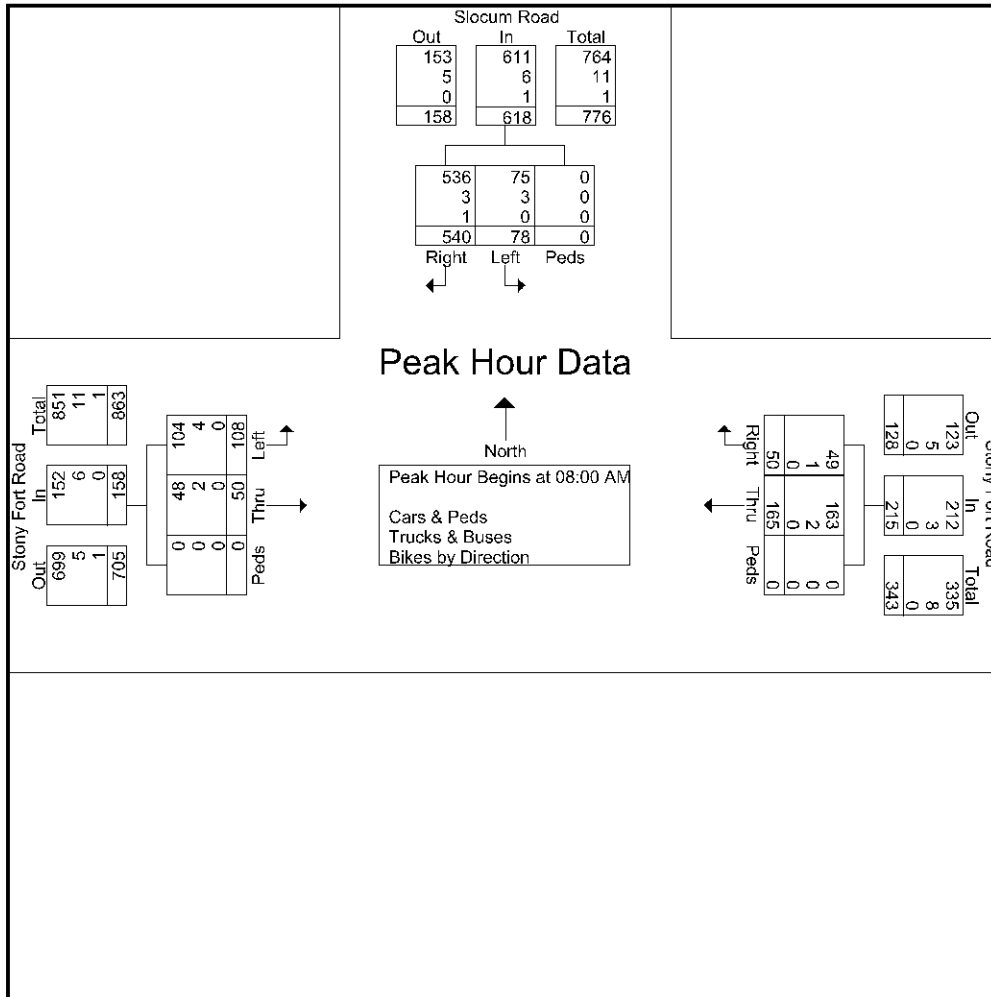 Slocum Road
Out In Total
153 611 764
5 6 11
0 1 1
158 618 776
536 75 0
3 3 0
1 0 0
540 78 0
Right Left Peds
Peak Hour Data
North
Peak Hour Begins at 08:00 AM
Cars & Peds
Trucks & Buses
Bikes by Direction
Stony Fort Road
Out In Total
699 152 851
5 6 11
1 0 1
705 158 863
Peds Thru Left
0 48 104
0 2 4
0 0 0
0 50 108
Stony Fort Road
Out In Total
123 212 335
5 3 8
0 0 0
128 215 343
Right Thru Peds
49 163 0
1 2 0
0 0 0
50 165 0